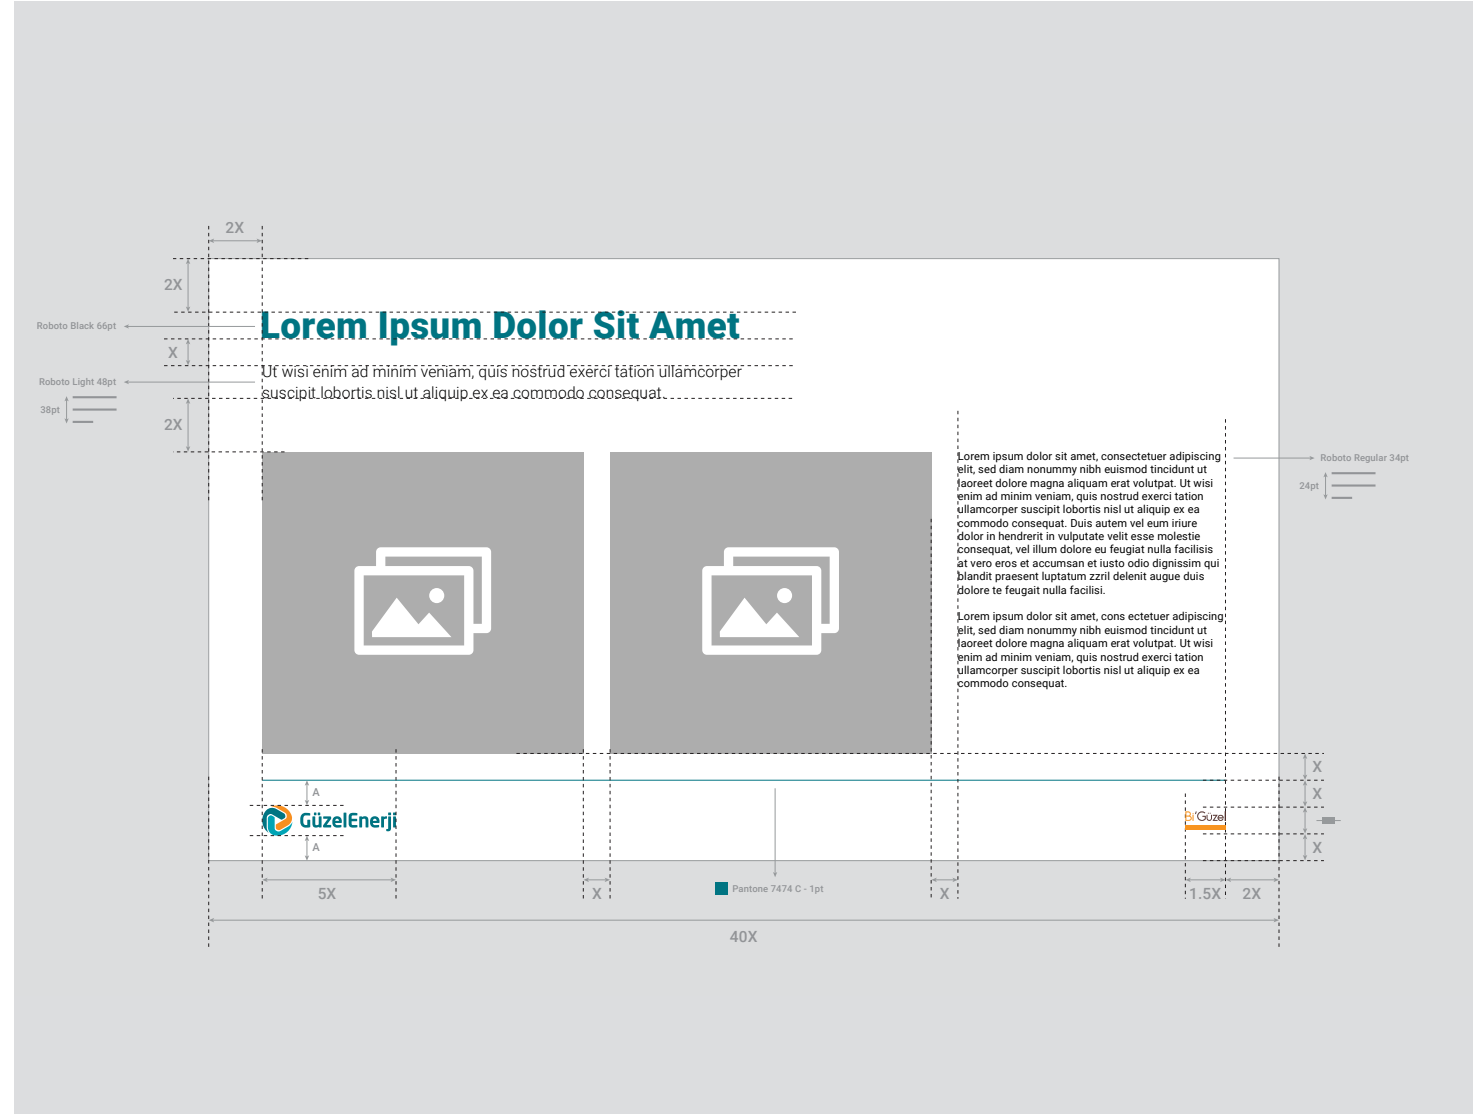 2X
2X
Roboto Black 66pt
Lorem Ipsum Dolor Sit Amet
X
Roboto Light 48pt
Ut wisi enim ad minim veniam, quis nostrud exerci tation ullamcorper
suscipit lobortis nisl ut aliquip ex ea commodo consequat.
38pt
2X
Lorem ipsum dolor sit amet, consectetuer adipiscing
elit, sed diam nonummy nibh euismod tincidunt ut
laoreet dolore magna aliquam erat volutpat. Ut wisi
enim ad minim veniam, quis nostrud exerci tation
ullamcorper suscipit lobortis nisl ut aliquip ex ea
commodo consequat. Duis autem vel eum iriure
dolor in hendrerit in vulputate velit esse molestie
consequat, vel illum dolore eu feugiat nulla facilisis
at vero eros et accumsan et iusto odio dignissim qui
blandit praesent luptatum zzril delenit augue duis
dolore te feugait nulla facilisi.
Lorem ipsum dolor sit amet, cons ectetuer adipiscing
elit, sed diam nonummy nibh euismod tincidunt ut
laoreet dolore magna aliquam erat volutpat. Ut wisi
enim ad minim veniam, quis nostrud exerci tation
ullamcorper suscipit lobortis nisl ut aliquip ex ea
commodo consequat.
Roboto Regular 34pt
24pt
X
A
X
GüzelEnerji
Bi'Güzel
A
X
5X
X
Pantone 7474 C - 1pt
X
1.5X
2X
40X